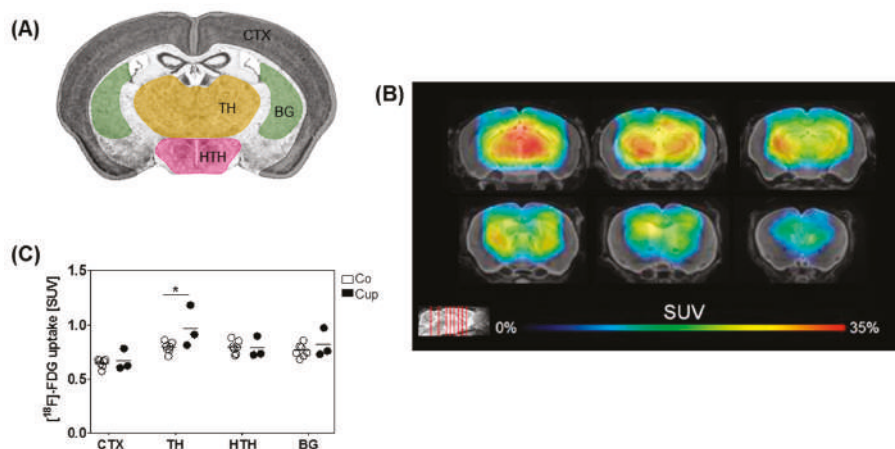 (A)
CTX
TH
BG
HTH
(B)
SUV
0%
35%
(C)
[¹⁸F]-FDG uptake [SUV]
1.5
1.0
0.5
0.0
*
Co
Cup
CTX TH HTH BG